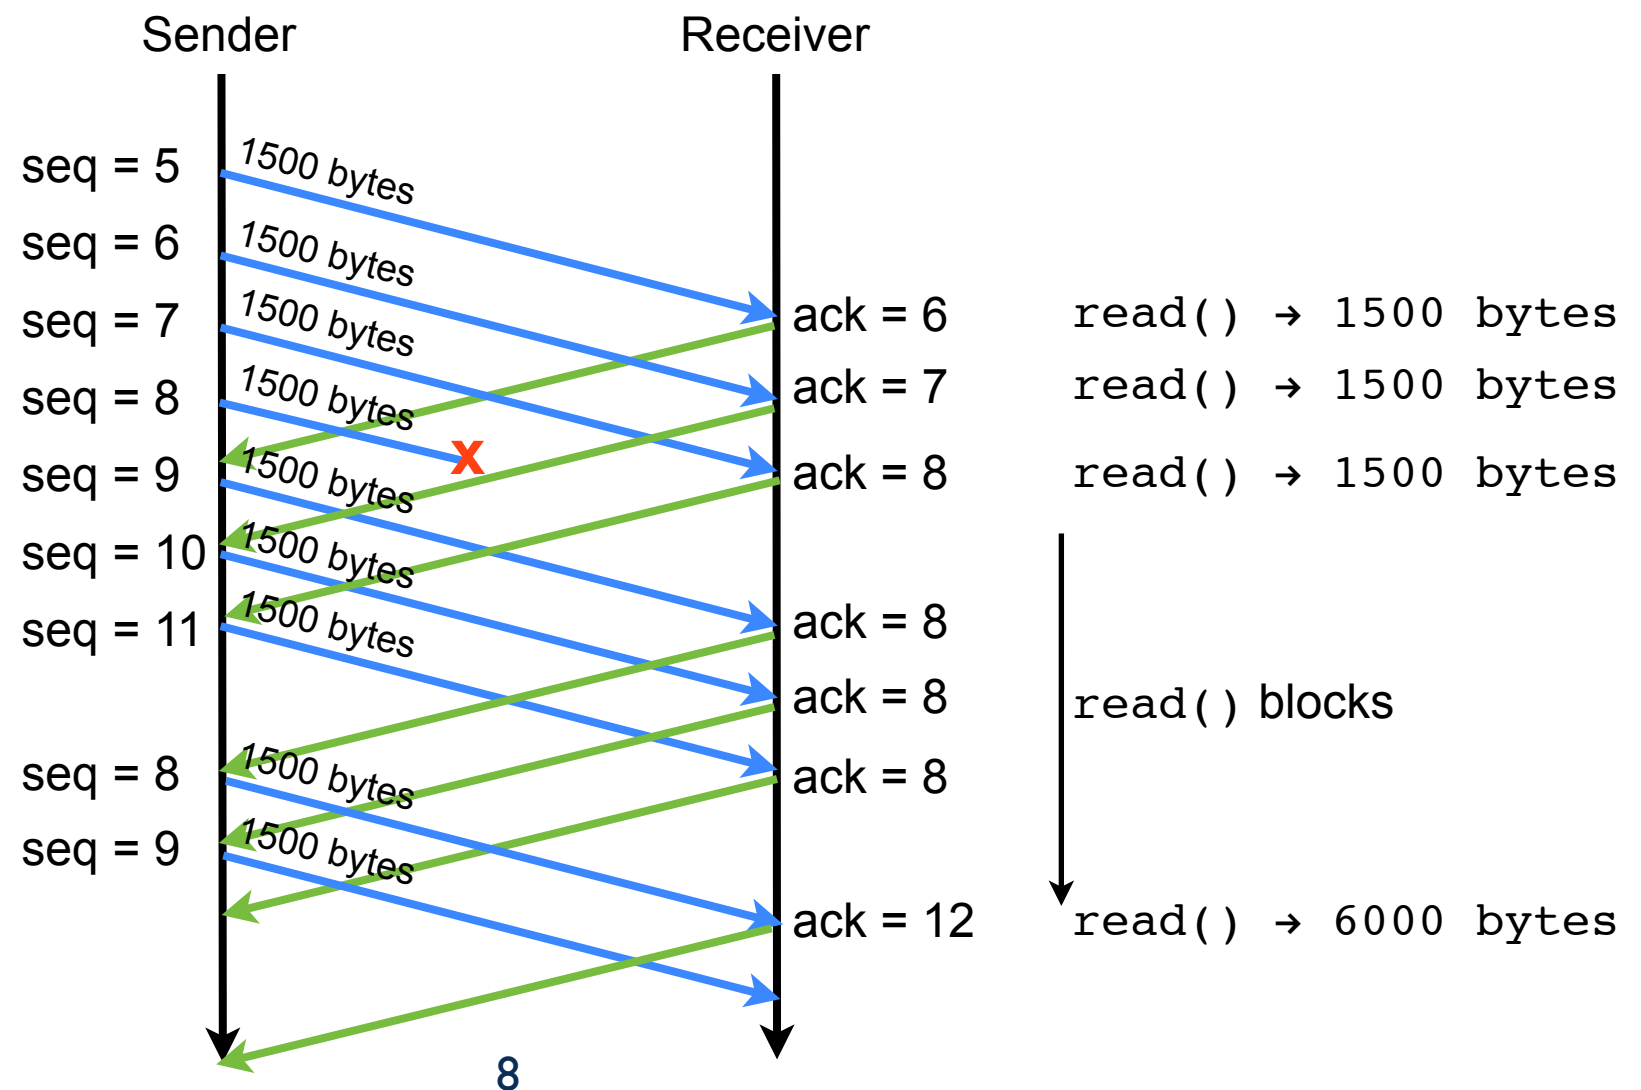 Sender Receiver
seq = 5 1500 bytes
seq = 6 1500 bytes
seq = 7 1500 bytes ack = 6 read() → 1500 bytes
seq = 8 1500 bytes ack = 7 read() → 1500 bytes
x
seq = 9 1500 bytes ack = 8 read() → 1500 bytes
seq = 10 1500 bytes
seq = 11 1500 bytes ack = 8
ack = 8 read() blocks
seq = 8 1500 bytes ack = 8
seq = 9 1500 bytes
ack = 12 read() → 6000 bytes
8